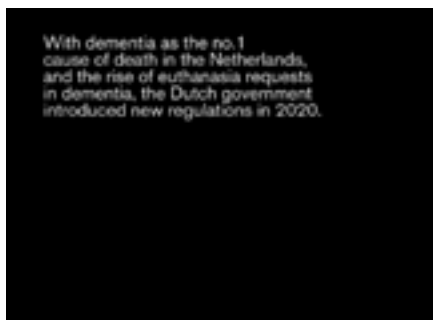 With dementia as the no.1
cause of death in the Netherlands,
and the rise of euthanasia requests
in dementia, the Dutch government
introduced new regulations in 2020.